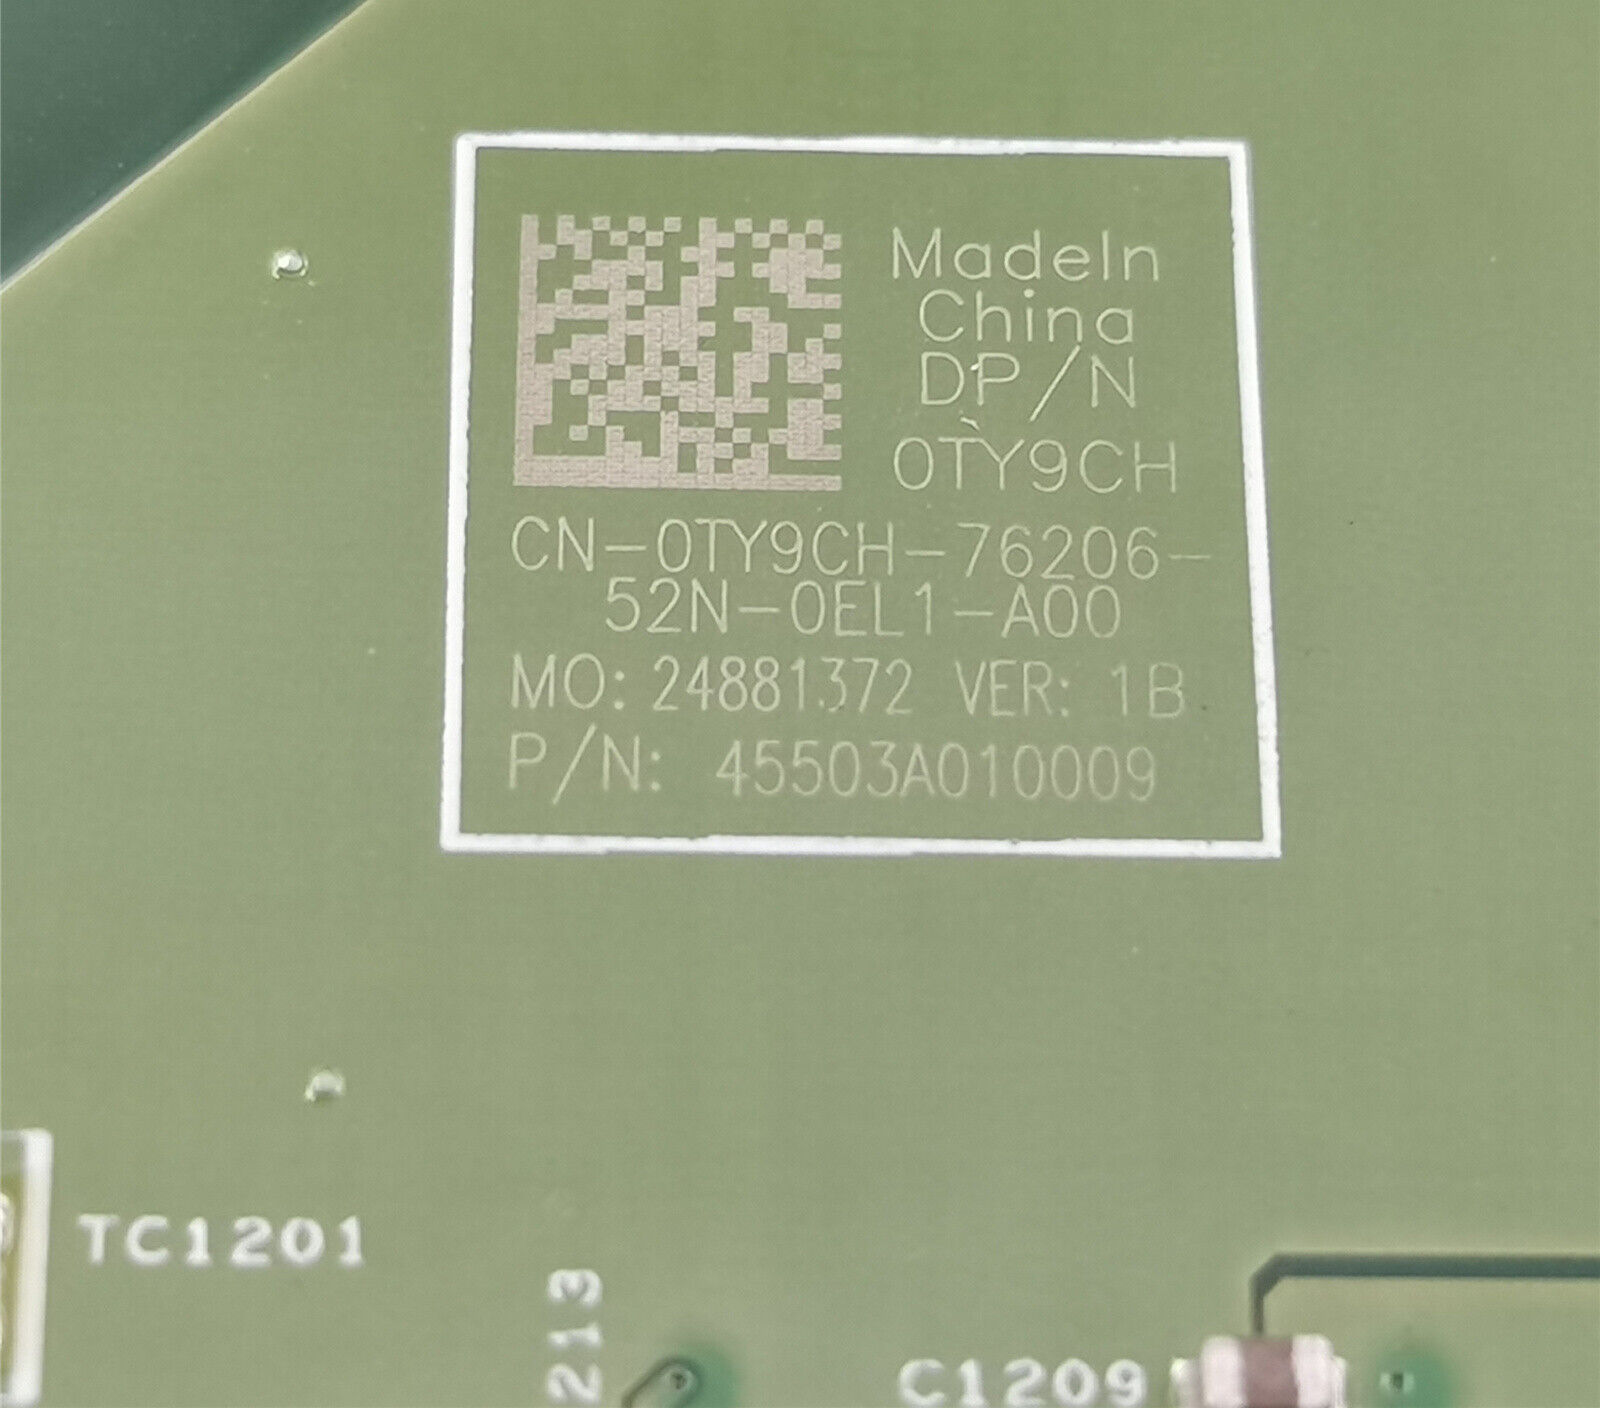 MadeIn
China
DP/N
0TY9CH
CN-0TY9CH-76206-
52N-0EL1-A00
MO: 24881372 VER: 1B
P/N: 45503A010009
TC1201
213
C1209